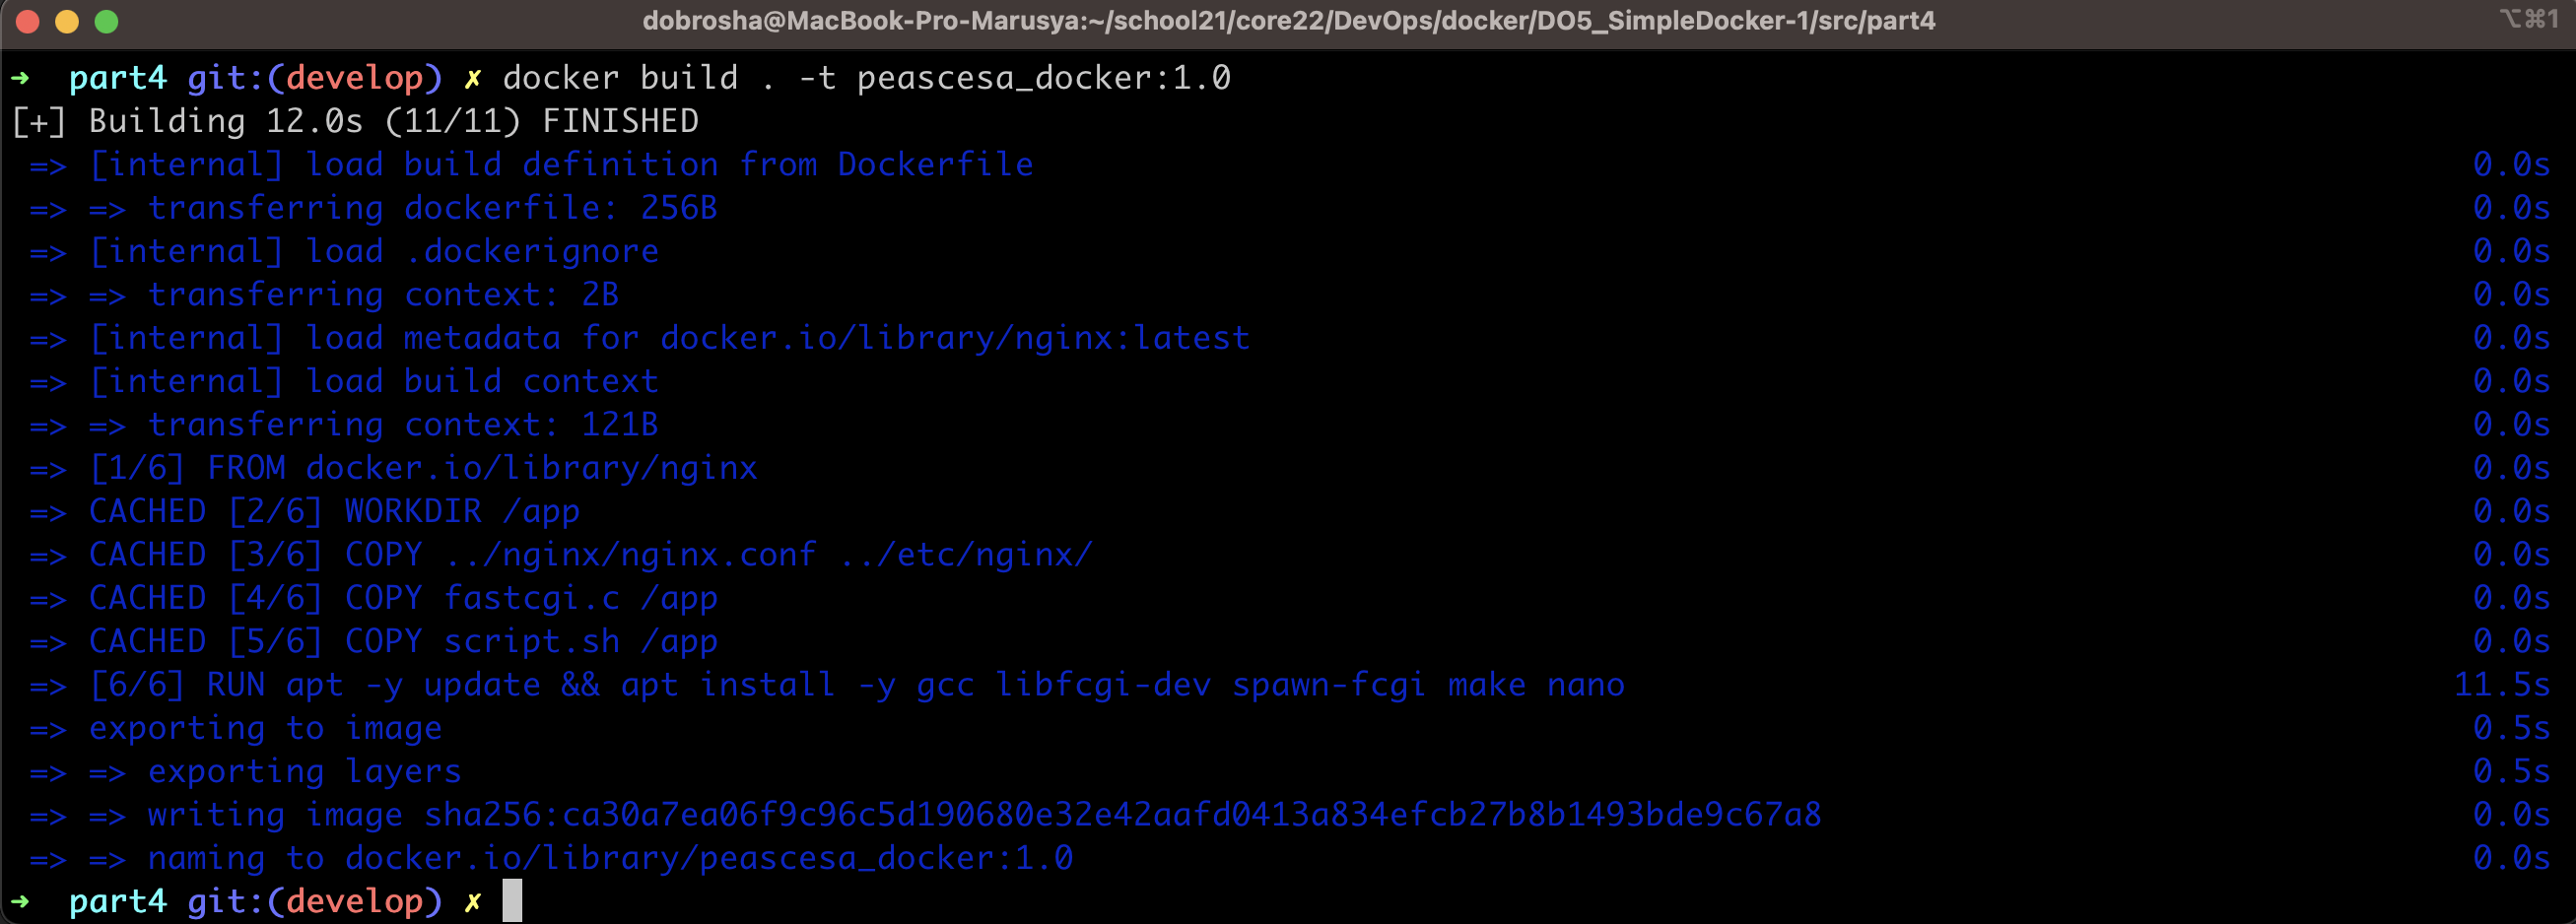 dobrosha@MacBook-Pro-Marusya:~/school21/core22/DevOps/docker/DO5_SimpleDocker-1/src/part4 ⌥⌘1
➜ part4 git:(develop) ✗ docker build . -t peascesa_docker:1.0
[+] Building 12.0s (11/11) FINISHED
=> [internal] load build definition from Dockerfile 0.0s
=> => transferring dockerfile: 256B 0.0s
=> [internal] load .dockerignore 0.0s
=> => transferring context: 2B 0.0s
=> [internal] load metadata for docker.io/library/nginx:latest 0.0s
=> [internal] load build context 0.0s
=> => transferring context: 121B 0.0s
=> [1/6] FROM docker.io/library/nginx 0.0s
=> CACHED [2/6] WORKDIR /app 0.0s
=> CACHED [3/6] COPY ../nginx/nginx.conf ../etc/nginx/ 0.0s
=> CACHED [4/6] COPY fastcgi.c /app 0.0s
=> CACHED [5/6] COPY script.sh /app 0.0s
=> [6/6] RUN apt -y update && apt install -y gcc libfcgi-dev spawn-fcgi make nano 11.5s
=> exporting to image 0.5s
=> => exporting layers 0.5s
=> => writing image sha256:ca30a7ea06f9c96c5d190680e32e42aafd0413a834efcb27b8b1493bde9c67a8 0.0s
=> => naming to docker.io/library/peascesa_docker:1.0 0.0s
➜ part4 git:(develop) ✗